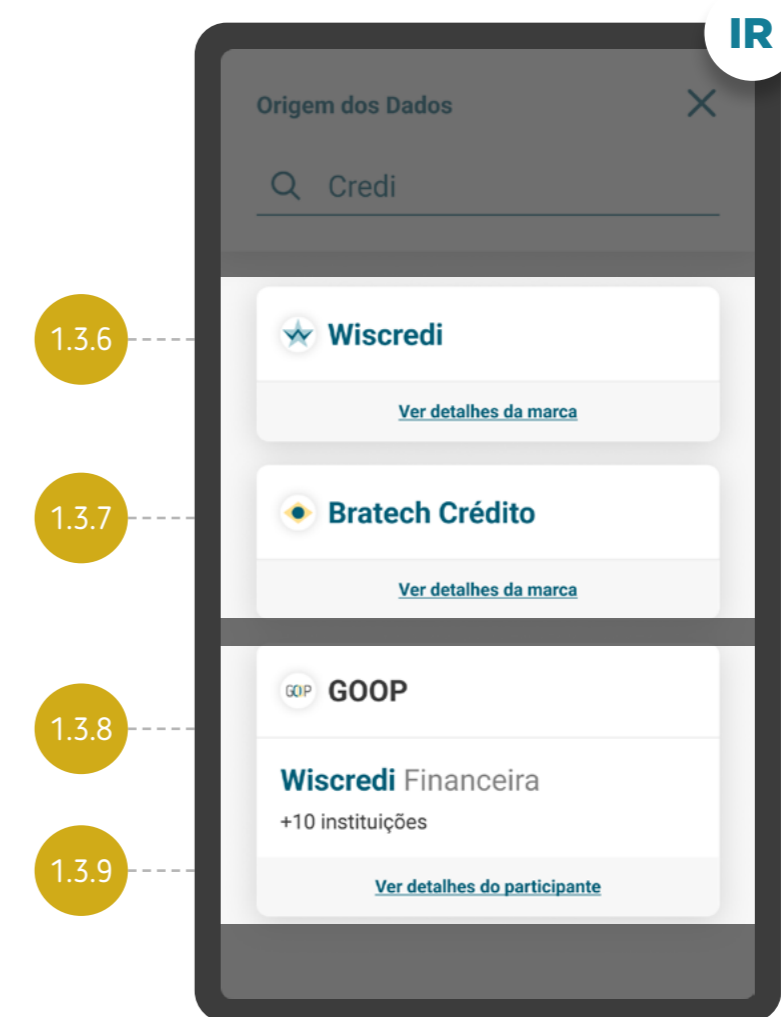 IR
Origem dos Dados
Credi
1.3.6
Wiscredi
Ver detalhes da marca
1.3.7
Bratech Crédito
Ver detalhes da marca
1.3.8
GOOP GOOP
Wiscredi Financeira
+10 instituições
1.3.9
Ver detalhes do participante